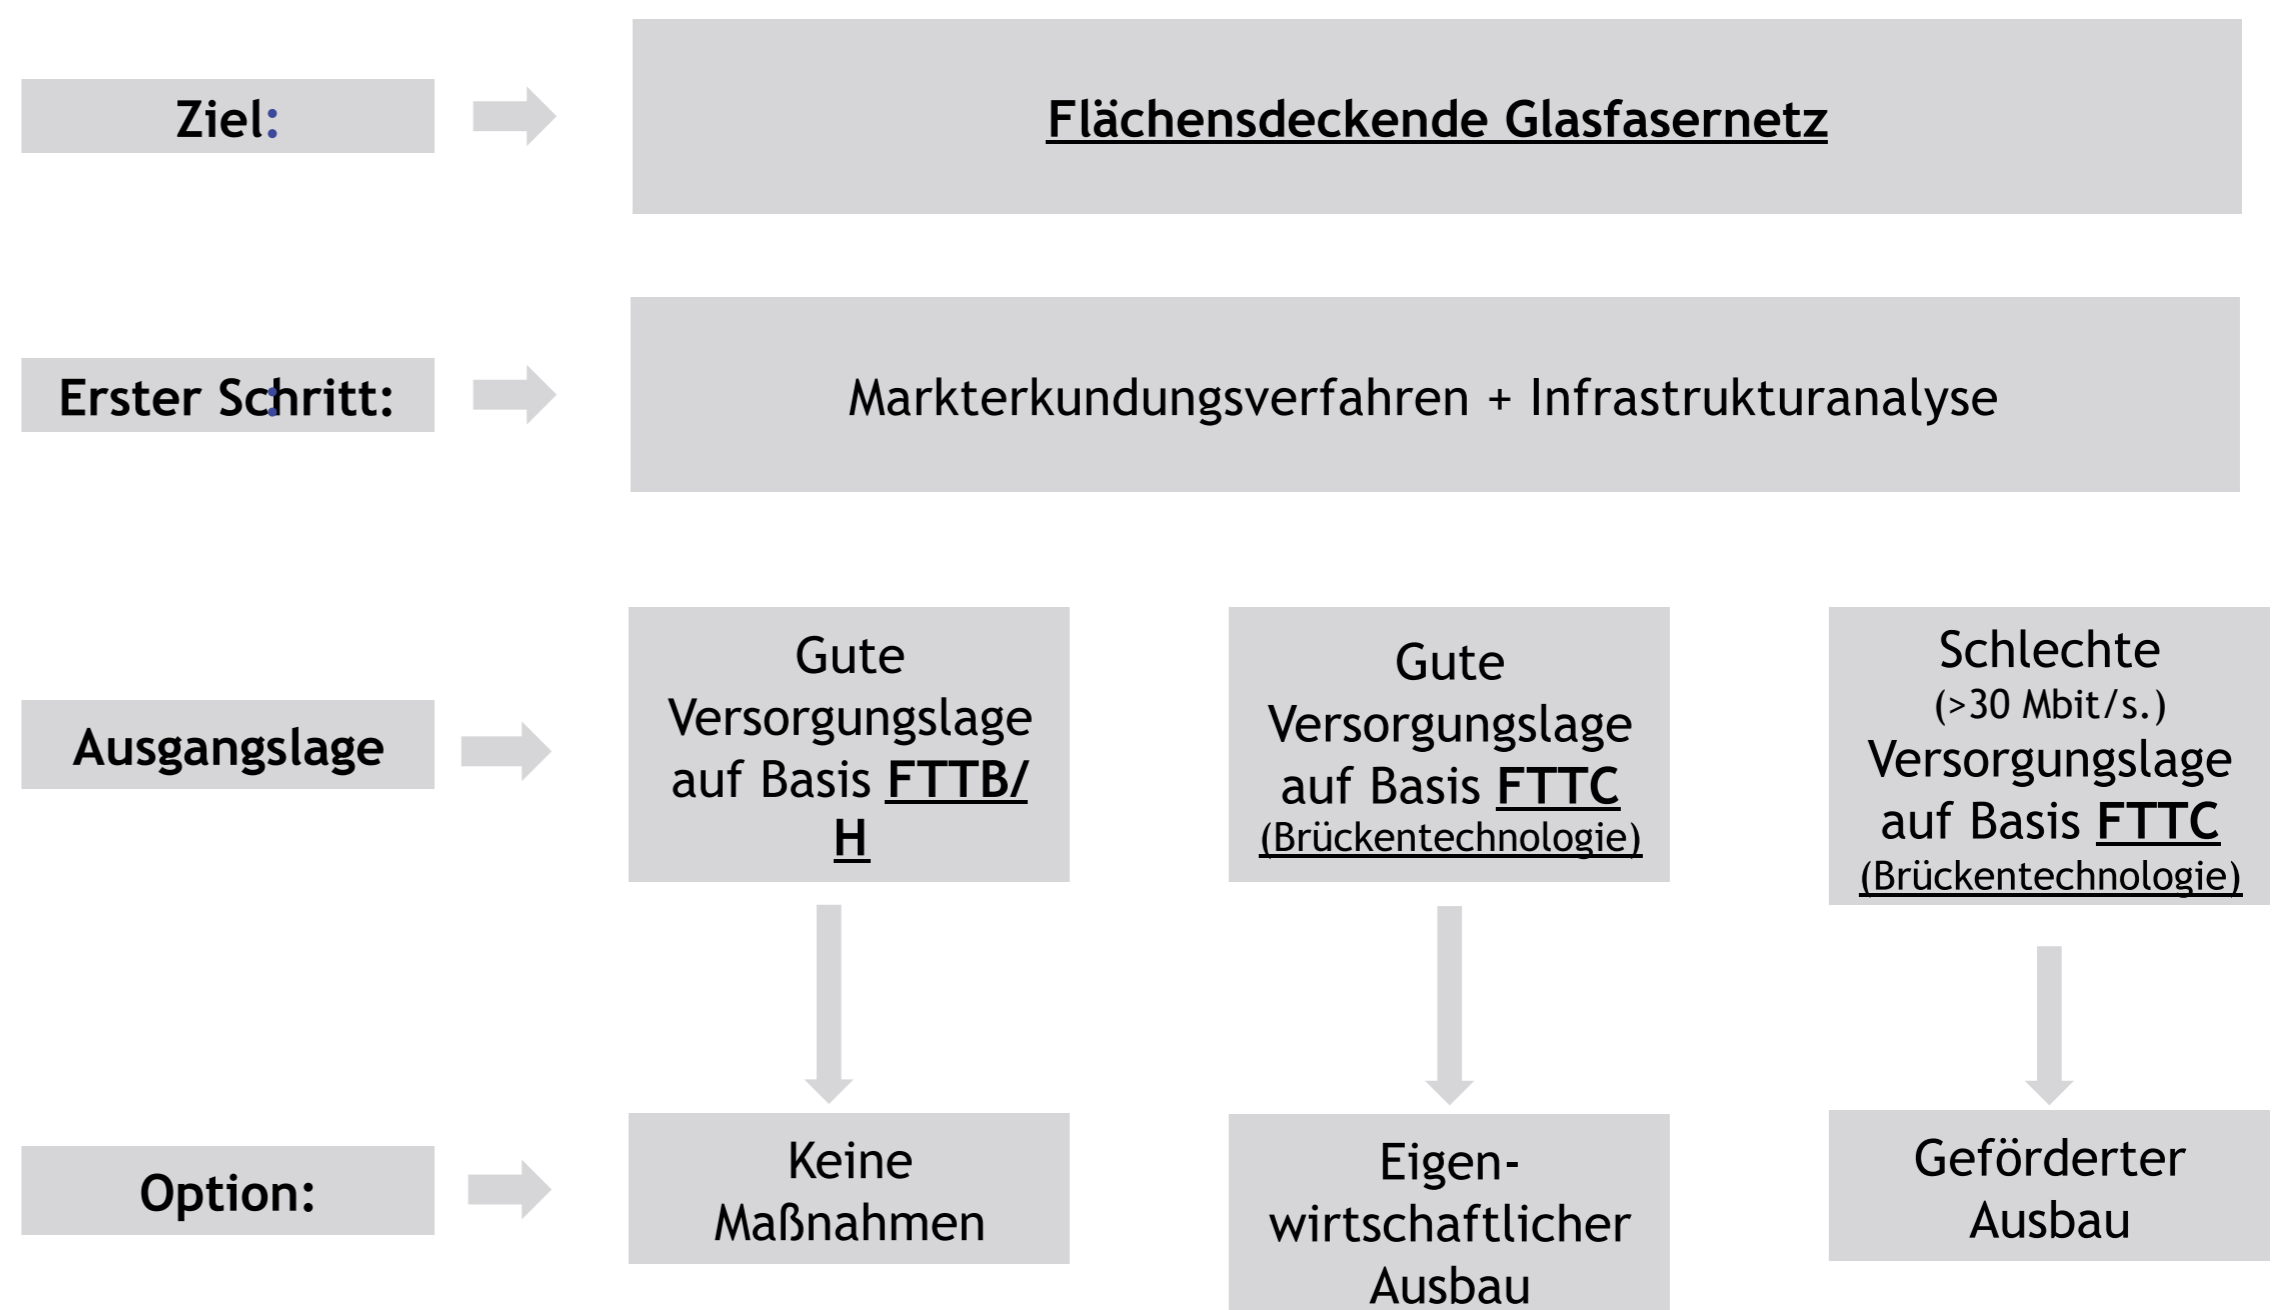 Ziel:
Flächensdeckende Glasfasernetz
Erster Schritt:
:
Markterkundungsverfahren + Infrastrukturanalyse
Ausgangslage
Gute
Versorgungslage
auf Basis FTTB/
H
Gute
Versorgungslage
auf Basis FTTC
(Brückentechnologie)
Schlechte
(>30 Mbit/s.)
Versorgungslage
auf Basis FTTC
(Brückentechnologie)
Option:
Keine
Maßnahmen
Eigen-
wirtschaftlicher
Ausbau
Geförderter
Ausbau